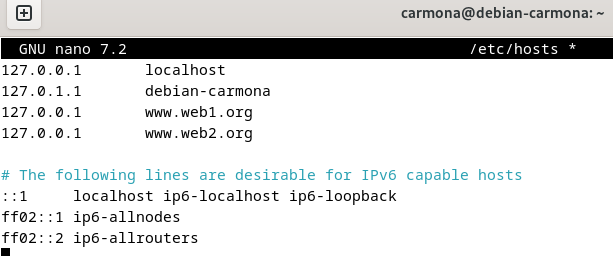 carmona@debian-carmona: ~
GNU nano 7.2 /etc/hosts *
127.0.0.1 localhost
127.0.1.1 debian-carmona
127.0.0.1 www.web1.org
127.0.0.1 www.web2.org
# The following lines are desirable for IPv6 capable hosts
::1 localhost ip6-localhost ip6-loopback
ff02::1 ip6-allnodes
ff02::2 ip6-allrouters